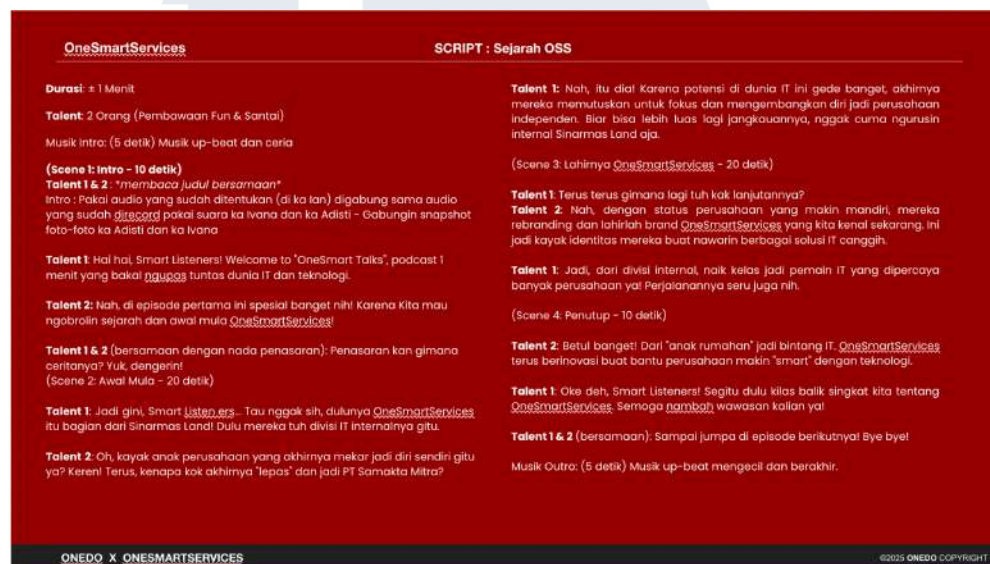 OneSmartServices
SCRIPT : Sejarah OSS
Durasi: ± 1 Menit
Talent: 2 Orang (Pembawaan Fun & Santai)
Musik Intro: (5 detik) Musik up-beat dan ceria
(Scene 1: Intro - 10 detik)
Talent 1 & 2 : *membaca judul bersamaan*
Intro : Pakai audio yang sudah ditentukan (di ka Ian) digabung sama audio
yang sudah direcord pakai suara ka Ivana dan ka Adisti - Gabungin snapshot
foto-foto ka Adisti dan ka Ivana
Talent 1: Hai hai, Smart Listeners! Welcome to "OneSmart Talks", podcast 1
menit yang bakal ngupas tuntas dunia IT dan teknologi.
Talent 2: Nah, di episode pertama ini spesial banget nih! Karena Kita mau
ngobrolin sejarah dan awal mula OneSmartServices!
Talent 1 & 2 (bersamaan dengan nada penasaran): Penasaran kan gimana
ceritanya? Yuk, dengerin!
(Scene 2: Awal Mula - 20 detik)
Talent 1: Jadi gini, Smart Listen ers... Tau nggak sih, dulunya OneSmartServices
itu bagian dari Sinarmas Land! Dulu mereka tuh divisi IT internalnya gitu.
Talent 2: Oh, kayak anak perusahaan yang akhirnya mekar jadi diri sendiri gitu
ya? Keren! Terus, kenapa kok akhirnya "lepas" dan jadi PT Samakta Mitra?
Talent 1: Nah, itu dia! Karena potensi di dunia IT ini gede banget, akhirnya
mereka memutuskan untuk fokus dan mengembangkan diri jadi perusahaan
independen. Biar bisa lebih luas lagi jangkauannya, nggak cuma ngurusin
internal Sinarmas Land aja.
(Scene 3: Lahirnya OneSmartServices - 20 detik)
Talent 1: Terus terus gimana lagi tuh kak lanjutannya?
Talent 2: Nah, dengan status perusahaan yang makin mandiri, mereka
rebranding dan lahirlah brand OneSmartServices yang kita kenal sekarang. Ini
jadi kayak identitas mereka buat nawarin berbagai solusi IT canggih.
Talent 1: Jadi, dari divisi internal, naik kelas jadi pemain IT yang dipercaya
banyak perusahaan ya! Perjalanannya seru juga nih.
(Scene 4: Penutup - 10 detik)
Talent 2: Betul banget! Dari "anak rumahan" jadi bintang IT. OneSmartServices
terus berinovasi buat bantu perusahaan makin "smart" dengan teknologi.
Talent 1: Oke deh, Smart Listeners! Segitu dulu kilas balik singkat kita tentang
OneSmartServices. Semoga nambah wawasan kalian ya!
Talent 1 & 2 (bersamaan): Sampai jumpa di episode berikutnya! Bye bye!
Musik Outro: (5 detik) Musik up-beat mengecil dan berakhir.
ONEDO X ONESMARTSERVICES
©2025 ONEDO COPYRIGHT